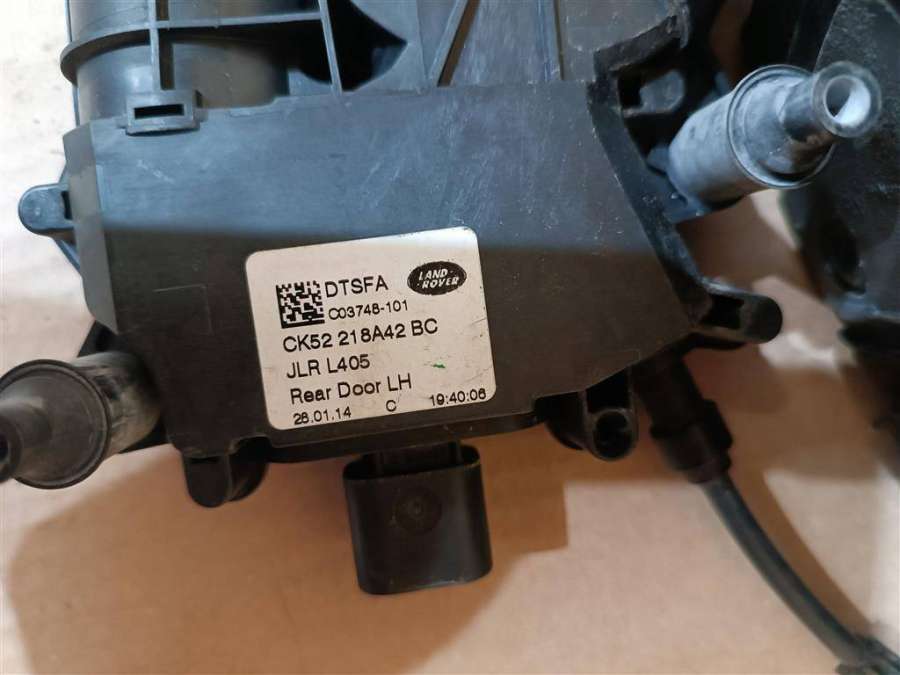 DTSFA
LAND
ROVER
C03748-101
CK52 218A42 BC
JLR L405
Rear Door LH
28.01.14 C 19:40:06